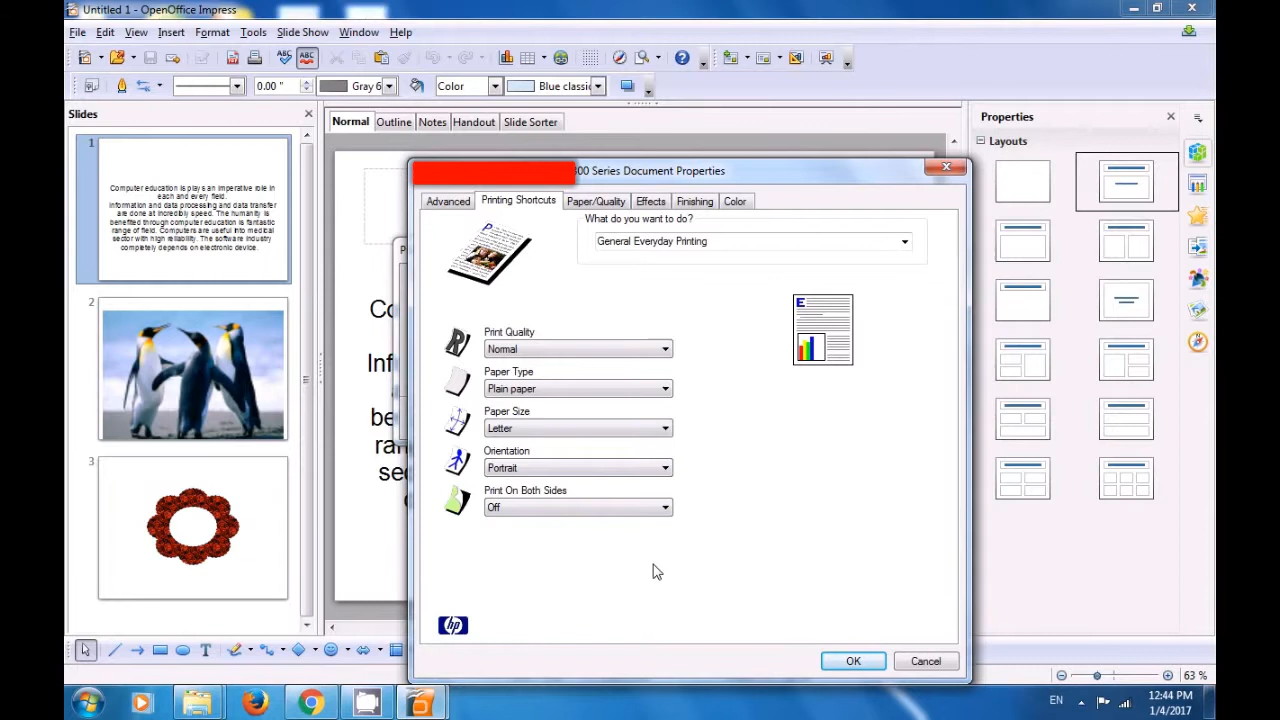 Untitled 1 - OpenOffice Impress
File Edit View Insert Format Tools Slide Show Window Help
0.00 " Gray 6 Color Blue classic
Slides
Normal Outline Notes Handout Slide Sorter
Properties
Layouts
1
Computer education is plays an imperative role in
each and every field.
Information and data processing and data transfer
are done at incredibly speed. The humanity is
benefited through computer education is fantastic
range of field. Computers are useful into medical
sector with high reliability. The software industry
completely depends on electronic device.
2
3
Co
Inf
be
ran
sec
300 Series Document Properties
Advanced Printing Shortcuts Paper/Quality Effects Finishing Color
What do you want to do?
General Everyday Printing
E
Print Quality
Normal
Paper Type
Plain paper
Paper Size
Letter
Orientation
Portrait
Print On Both Sides
Off
hp
OK Cancel
63 %
EN
12:44 PM
1/4/2017